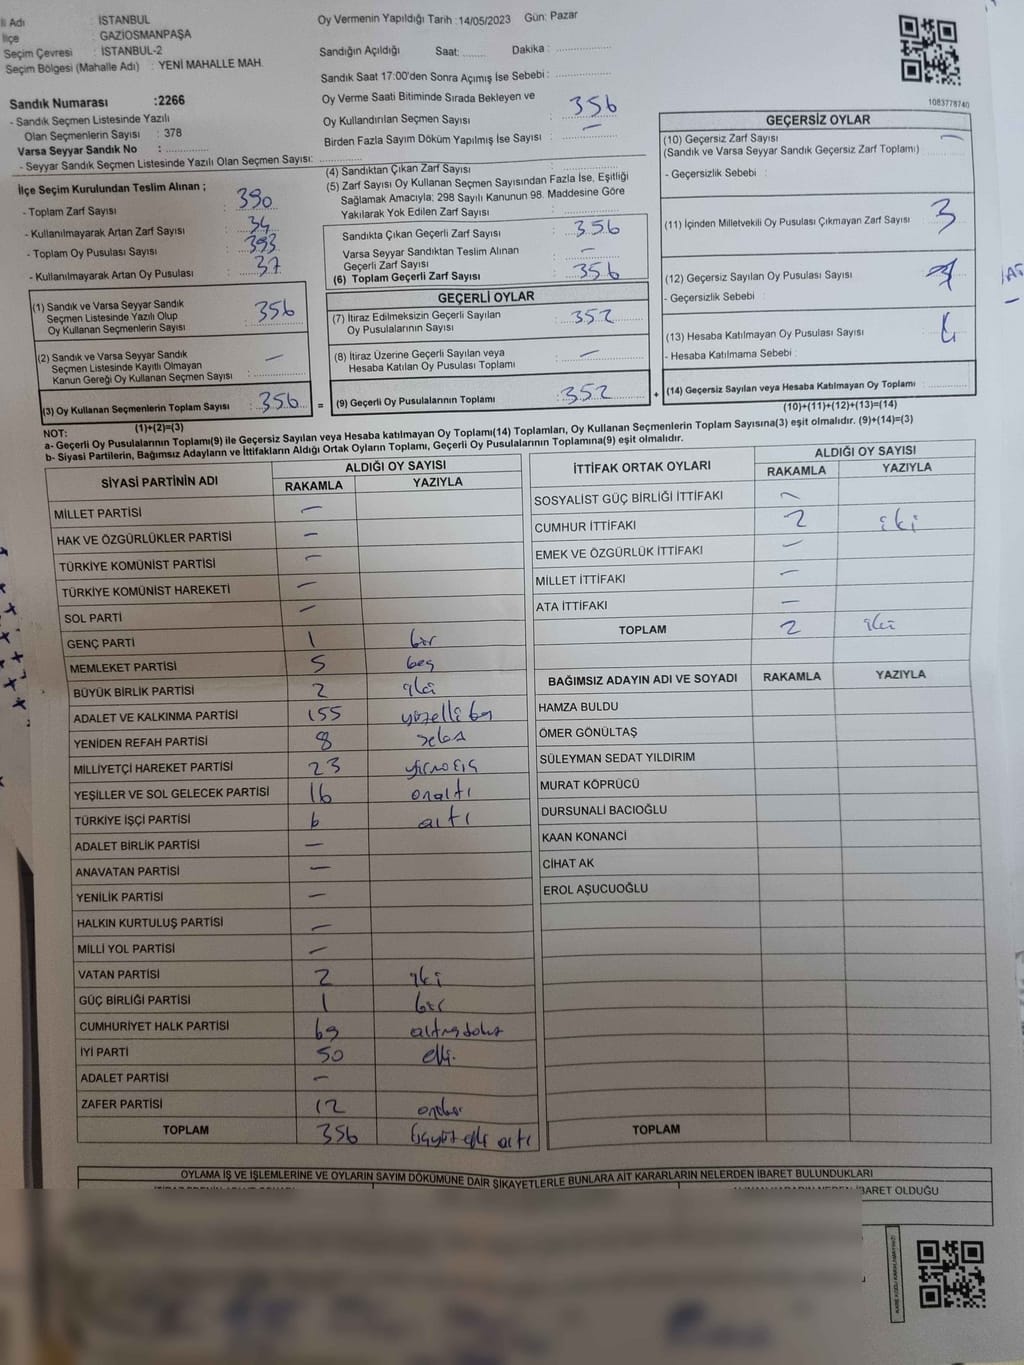 İli Adı : İSTANBUL
İlçe : GAZİOSMANPAŞA
Seçim Çevresi : İSTANBUL-2
Seçim Bölgesi (Mahalle Adı) : YENİ MAHALLE MAH.
Sandık Numarası :2266
- Sandık Seçmen Listesinde Yazılı
Olan Seçmenlerin Sayısı : 378
Varsa Seyyar Sandık No :
- Seyyar Sandık Seçmen Listesinde Yazılı Olan Seçmen Sayısı:
Oy Vermenin Yapıldığı Tarih :14/05/2023 Gün: Pazar
Sandığın Açıldığı Saat: Dakika :
Sandık Saat 17:00'den Sonra Açımış İse Sebebi :
Oy Verme Saati Bitiminde Sırada Bekleyen ve
Oy Kullandırılan Seçmen Sayısı : 356
Birden Fazla Sayım Döküm Yapılmış İse Sayısı : —
1083778740
İlçe Seçim Kurulundan Teslim Alınan ;
- Toplam Zarf Sayısı : 390
- Kullanılmayarak Artan Zarf Sayısı : 34
- Toplam Oy Pusulası Sayısı : 393
- Kullanılmayarak Artan Oy Pusulası : 37
(1) Sandık ve Varsa Seyyar Sandık
Seçmen Listesinde Yazılı Olup
Oy Kullanan Seçmenlerin Sayısı : 356
(2) Sandık ve Varsa Seyyar Sandık
Seçmen Listesinde Kayıtlı Olmayan
Kanun Gereği Oy Kullanan Seçmen Sayısı : —
(3) Oy Kullanan Seçmenlerin Toplam Sayısı : 356
(1)+(2)=(3)
(4) Sandıktan Çıkan Zarf Sayısı :
(5) Zarf Sayısı Oy Kullanan Seçmen Sayısından Fazla İse, Eşitliği
Sağlamak Amacıyla; 298 Sayılı Kanunun 98. Maddesine Göre
Yakılarak Yok Edilen Zarf Sayısı :
Sandıkta Çıkan Geçerli Zarf Sayısı : 356
Varsa Seyyar Sandıktan Teslim Alınan
Geçerli Zarf Sayısı : —
(6) Toplam Geçerli Zarf Sayısı : 356
GEÇERLİ OYLAR
(7) İtiraz Edilmeksizin Geçerli Sayılan
Oy Pusulalarının Sayısı : 352
(8) İtiraz Üzerine Geçerli Sayılan veya
Hesaba Katılan Oy Pusulası Toplamı : —
= (9) Geçerli Oy Pusulalarının Toplamı : 352 +
GEÇERSİZ OYLAR
(10) Geçersiz Zarf Sayısı : —
(Sandık ve Varsa Seyyar Sandık Geçersiz Zarf Toplamı)
- Geçersizlik Sebebi :
(11) İçinden Milletvekili Oy Pusulası Çıkmayan Zarf Sayısı : 3
(12) Geçersiz Sayılan Oy Pusulası Sayısı :
- Geçersizlik Sebebi :
(13) Hesaba Katılmayan Oy Pusulası Sayısı :
- Hesaba Katılmama Sebebi :
(14) Geçersiz Sayılan veya Hesaba Katılmayan Oy Toplamı :
(10)+(11)+(12)+(13)=(14)
NOT:
a- Geçerli Oy Pusulalarının Toplamı(9) ile Geçersiz Sayılan veya Hesaba katılmayan Oy Toplamı(14) Toplamları, Oy Kullanan Seçmenlerin Toplam Sayısına(3) eşit olmalıdır. (9)+(14)=(3)
b- Siyasi Partilerin, Bağımsız Adayların ve İttifakların Aldığı Ortak Oyların Toplamı, Geçerli Oy Pusulalarının Toplamına(9) eşit olmalıdır.
SİYASİ PARTİNİN ADI ALDIĞI OY SAYISI
RAKAMLA YAZIYLA
MİLLET PARTİSİ —
HAK VE ÖZGÜRLÜKLER PARTİSİ —
TÜRKİYE KOMÜNİST PARTİSİ —
TÜRKİYE KOMÜNİST HAREKETİ —
SOL PARTİ —
GENÇ PARTİ 1 bir
MEMLEKET PARTİSİ 5 beş
BÜYÜK BİRLİK PARTİSİ 2 iki
ADALET VE KALKINMA PARTİSİ 155 yüzelli beş
YENİDEN REFAH PARTİSİ 8 sekiz
MİLLİYETÇİ HAREKET PARTİSİ 23 yirmiüç
YEŞİLLER VE SOL GELECEK PARTİSİ 16 onaltı
TÜRKİYE İŞÇİ PARTİSİ 6 altı
ADALET BİRLİK PARTİSİ —
ANAVATAN PARTİSİ —
YENİLİK PARTİSİ —
HALKIN KURTULUŞ PARTİSİ —
MİLLİ YOL PARTİSİ —
VATAN PARTİSİ 2 iki
GÜÇ BİRLİĞİ PARTİSİ 1 bir
CUMHURİYET HALK PARTİSİ 69 altmışdokuz
İYİ PARTİ 50 elli
ADALET PARTİSİ —
ZAFER PARTİSİ 12 oniki
TOPLAM 356 üçyüz elli altı
İTTİFAK ORTAK OYLARI ALDIĞI OY SAYISI
RAKAMLA YAZIYLA
SOSYALİST GÜÇ BİRLİĞİ İTTİFAKI —
CUMHUR İTTİFAKI 2 iki
EMEK VE ÖZGÜRLÜK İTTİFAKI —
MİLLET İTTİFAKI —
ATA İTTİFAKI —
TOPLAM 2 iki
BAĞIMSIZ ADAYIN ADI VE SOYADI RAKAMLA YAZIYLA
HAMZA BULDU
ÖMER GÖNÜLTAŞ
SÜLEYMAN SEDAT YILDIRIM
MURAT KÖPRÜCÜ
DURSUNALİ BACIOĞLU
KAAN KONANCİ
CİHAT AK
EROL AŞUCUOĞLU
TOPLAM
OYLAMA İŞ VE İŞLEMLERİNE VE OYLARIN SAYIM DÖKÜMÜNE DAİR ŞİKAYETLERLE BUNLARA AİT KARARLARIN NELERDEN İBARET BULUNDUKLARI
İBARET OLDUĞU